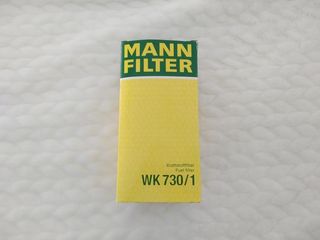 MANN
FILTER
Kraftstofffilter
Fuel filter
WK 730/1